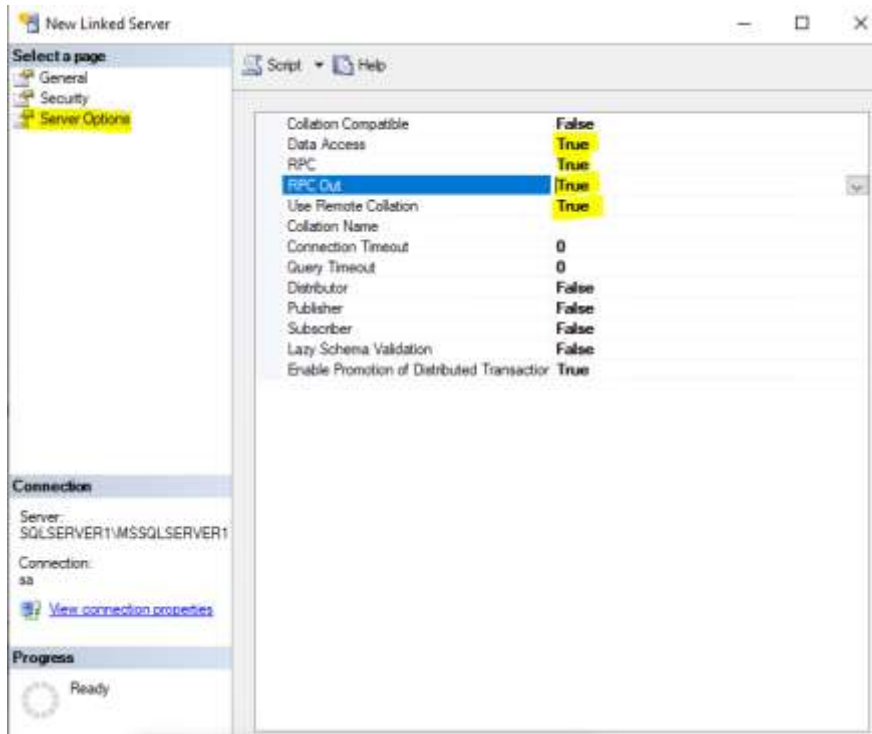 New Linked Server
Select a page
General
Security
Server Options
Script Help
Collation Compatible False
Data Access True
RPC True
RPC Out True
Use Remote Collation True
Collation Name
Connection Timeout 0
Query Timeout 0
Distributor False
Publisher False
Subscriber False
Lazy Schema Validation False
Enable Promotion of Distributed Transactior True
Connection
Server:
SQLSERVER1\MSSQLSERVER1
Connection:
sa
View connection properties
Progress
Ready